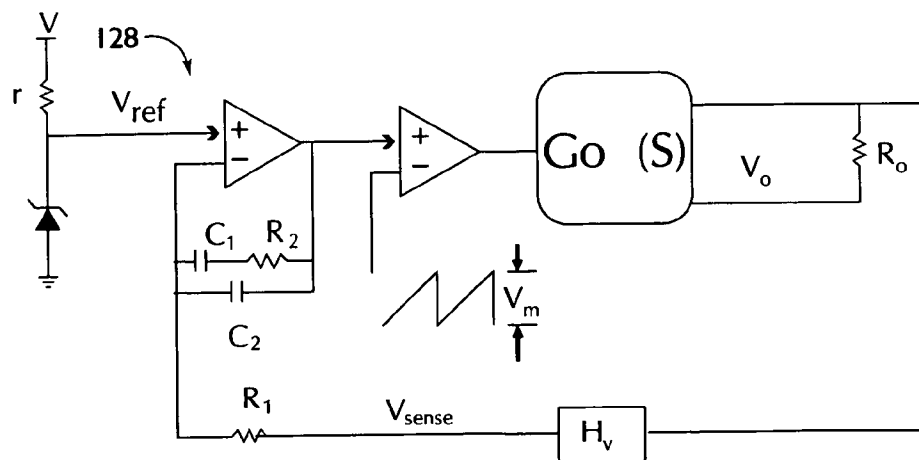 V
128
r
V_ref
+
−
+
−
Go (S)
V_o
R_o
C_1
R_2
V_m
C_2
R_1
V_sense
H_v